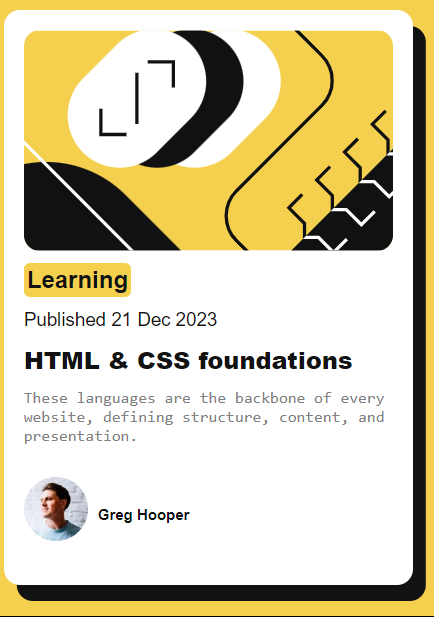 Learning
Published 21 Dec 2023
HTML & CSS foundations
These languages are the backbone of every
website, defining structure, content, and
presentation.
Greg Hooper